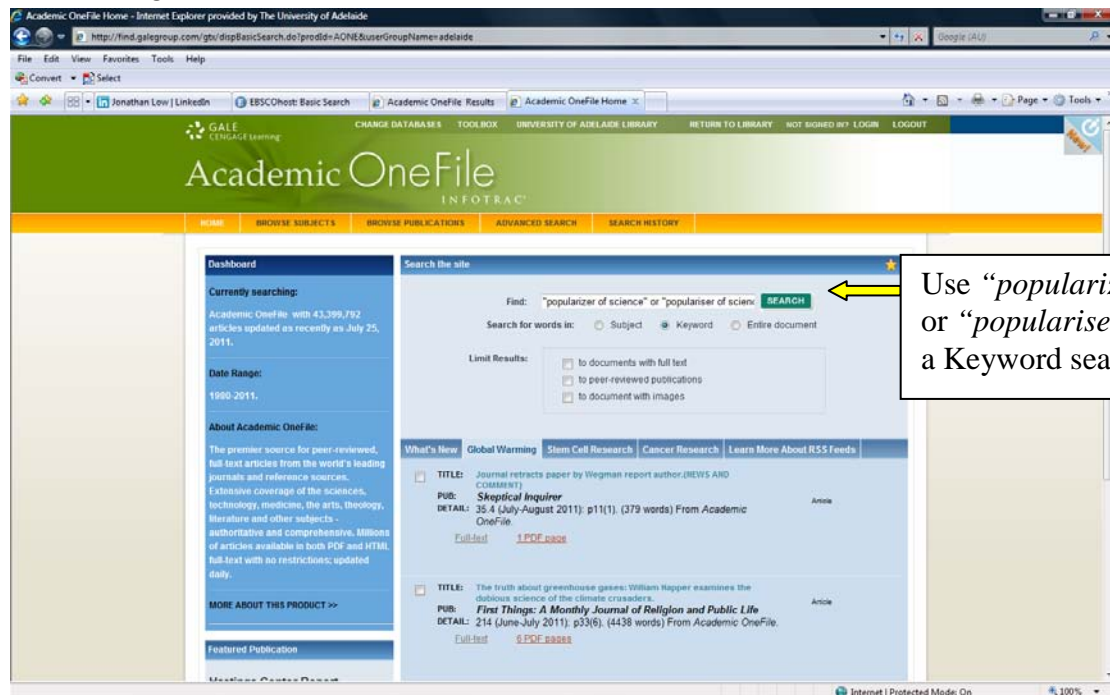 Academic OneFile Home - Internet Explorer provided by The University of Adelaide
http://find.galegroup.com/gtx/dispBasicSearch.do?prodId=AONE&userGroupName=adelaide
Google (AU)
File Edit View Favorites Tools Help
Convert Select
Jonathan Low | LinkedIn EBSCOhost: Basic Search Academic OneFile Results Academic OneFile Home Page Tools
GALE
CENGAGE Learning
CHANGE DATABASES TOOLBOX UNIVERSITY OF ADELAIDE LIBRARY RETURN TO LIBRARY NOT SIGNED IN? LOGIN LOGOUT
New!
Academic OneFile
INFOTRAC
HOME BROWSE SUBJECTS BROWSE PUBLICATIONS ADVANCED SEARCH SEARCH HISTORY
Dashboard
Currently searching:
Academic OneFile with 43,399,792
articles updated as recently as July 25,
2011.
Date Range:
1980-2011.
About Academic OneFile:
The premier source for peer-reviewed,
full-text articles from the world's leading
journals and reference sources.
Extensive coverage of the sciences,
technology, medicine, the arts, theology,
literature and other subjects -
authoritative and comprehensive. Millions
of articles available in both PDF and HTML
full-text with no restrictions; updated
daily.
MORE ABOUT THIS PRODUCT >>
Featured Publication
Hastings Center Report
Search the site
Find: "popularizer of science" or "populariser of scienc SEARCH
Search for words in: Subject Keyword Entire document
Limit Results: to documents with full text
to peer-reviewed publications
to document with images
Use "populariz
or "popularise
a Keyword sea
What's New Global Warming Stem Cell Research Cancer Research Learn More About RSS Feeds
TITLE: Journal retracts paper by Wegman report author.(NEWS AND
COMMENT)
PUB: Skeptical Inquirer
Article
DETAIL: 35.4 (July-August 2011): p11(1). (379 words) From Academic
OneFile.
Full-text 1 PDF page
TITLE: The truth about greenhouse gases: William Happer examines the
dubious science of the climate crusaders.
Article
PUB: First Things: A Monthly Journal of Religion and Public Life
DETAIL: 214 (June-July 2011): p33(6). (4438 words) From Academic OneFile.
Full-text 6 PDF pages
Internet | Protected Mode: On 100%